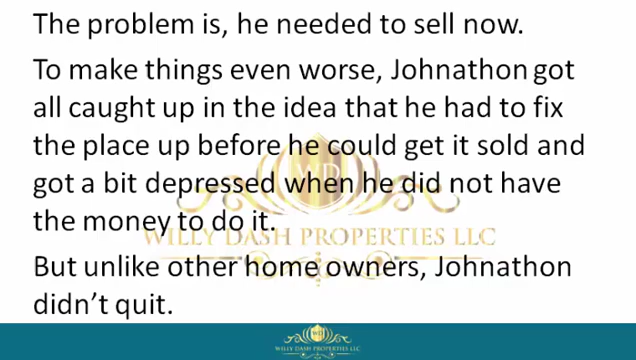 The problem is, he needed to sell now.
To make things even worse, Johnathon got
all caught up in the idea that he had to fix
the place up before he could get it sold and
got a bit depressed when he did not have
the money to do it.
But unlike other home owners, Johnathon
didn't quit.
WD
WILLY DASH PROPERTIES LLC
WD
WILLY DASH PROPERTIES LLC